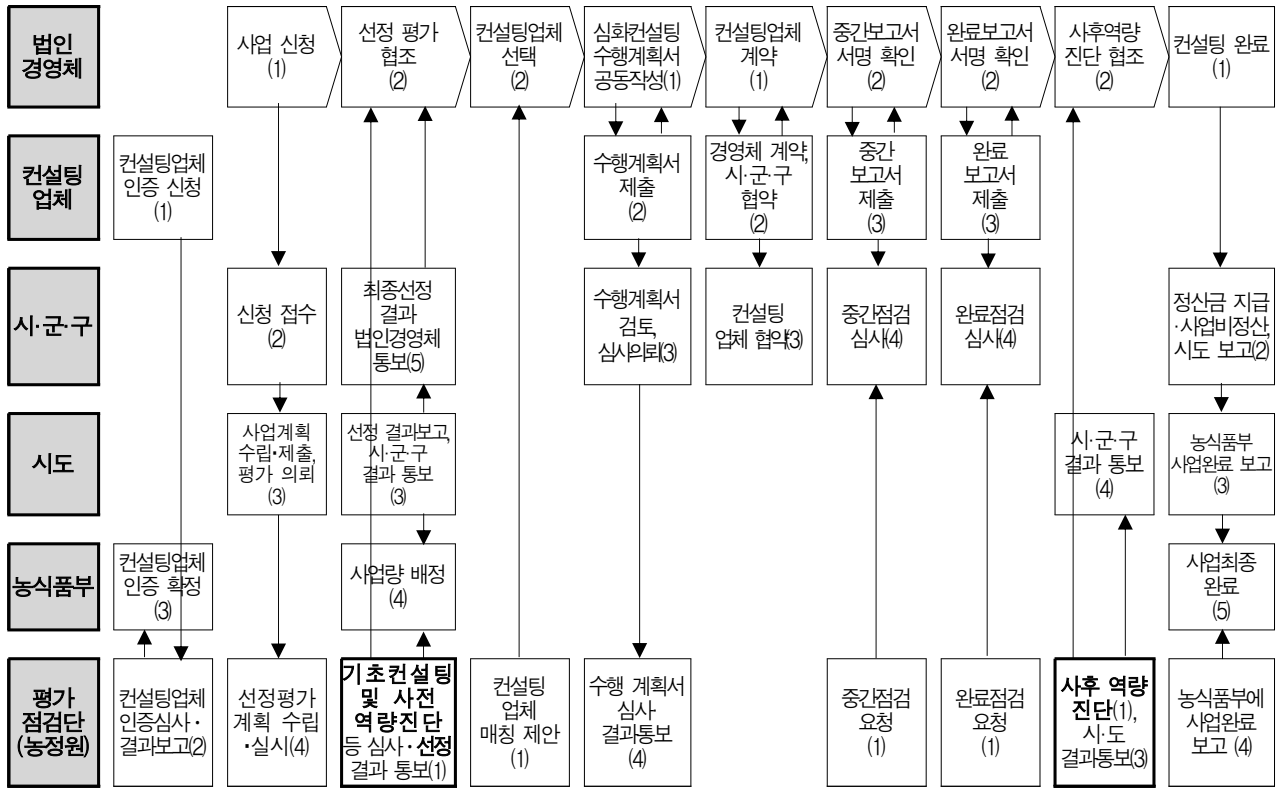 법인
경영체
사업 신청
(1)
선정 평가
협조
(2)
컨설팅업체
선택
(2)
심화컨설팅
수행계획서
공동작성(1)
컨설팅업체
계약
(1)
중간보고서
서명 확인
(2)
완료보고서
서명 확인
(2)
사후역량
진단 협조
(2)
컨설팅 완료
(1)
컨설팅
업체
컨설팅업체
인증 신청
(1)
수행계획서
제출
(2)
경영체 계약,
시·군·구
협약
(2)
중간
보고서
제출
(3)
완료
보고서
제출
(3)
시·군·구
신청 접수
(2)
최종선정
결과
법인경영체
통보(5)
수행계획서
검토,
심사의뢰(3)
컨설팅
업체 협약(3)
중간점검
심사(4)
완료점검
심사(4)
정산금 지급
·사업비정산,
시도 보고(2)
시도
사업계획
수립·제출,
평가 의뢰
(3)
선정 결과보고,
시·군·구
결과 통보
(3)
시·군·구
결과 통보
(4)
농식품부
사업완료 보고
(3)
농식품부
컨설팅업체
인증 확정
(3)
사업량 배정
(4)
사업최종
완료
(5)
평가
점검단
(농정원)
컨설팅업체
인증심사·
결과보고(2)
선정평가
계획 수립
·실시(4)
기초컨설팅
및 사전
역량진단
등 심사·선정
결과 통보(1)
컨설팅
업체
매칭 제안
(1)
수행 계획서
심사·
결과통보
(4)
중간점검
요청
(1)
완료점검
요청
(1)
사후 역량
진단(1),
시·도
결과통보(3)
농식품부에
사업완료
보고 (4)